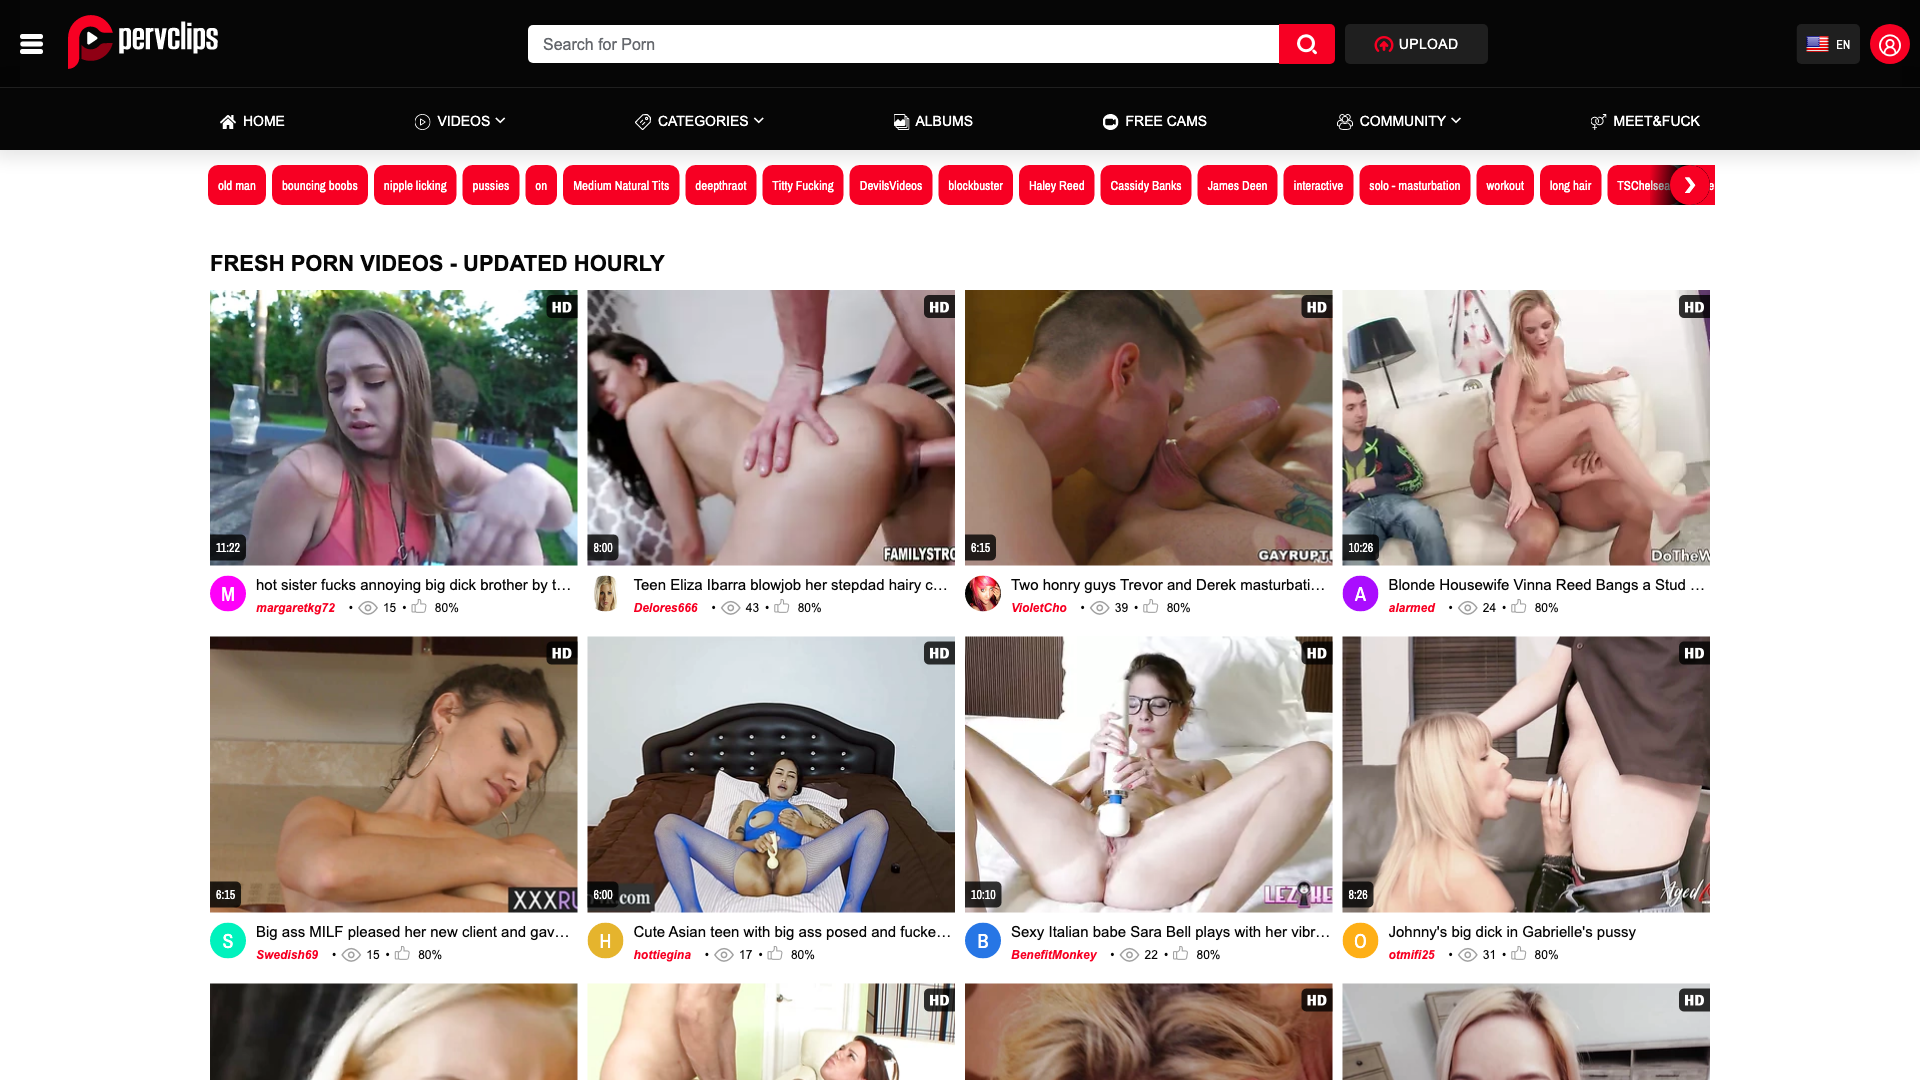 pervclips
Search for Porn
UPLOAD
EN
HOME
VIDEOS
CATEGORIES
ALBUMS
FREE CAMS
COMMUNITY
MEET&FUCK
old man
bouncing boobs
nipple licking
pussies
on
Medium Natural Tits
deepthraot
Titty Fucking
DevilsVideos
blockbuster
Haley Reed
Cassidy Banks
James Deen
interactive
solo - masturbation
workout
long hair
FRESH PORN VIDEOS - UPDATED HOURLY
HD
11:22
HD
8:00
FAMILYSTRO
HD
6:15
GAYRUPT
HD
10:26
DoTheW
M
hot sister fucks annoying big dick brother by t...
margaretkg72 • 15 • 80%
Teen Eliza Ibarra blowjob her stepdad hairy c...
Delores666 • 43 • 80%
Two honry guys Trevor and Derek masturbati...
VioletCho • 39 • 80%
A
Blonde Housewife Vinna Reed Bangs a Stud ...
alarmed • 24 • 80%
HD
6:15
XXXRU
HD
6:00
.com
HD
10:10
HD
8:26
Aged
S
Big ass MILF pleased her new client and gav...
Swedish69 • 15 • 80%
H
Cute Asian teen with big ass posed and fucke...
hottiegina • 17 • 80%
B
Sexy Italian babe Sara Bell plays with her vibr...
BenefitMonkey • 22 • 80%
O
Johnny's big dick in Gabrielle's pussy
otmifi25 • 31 • 80%
HD
HD
HD